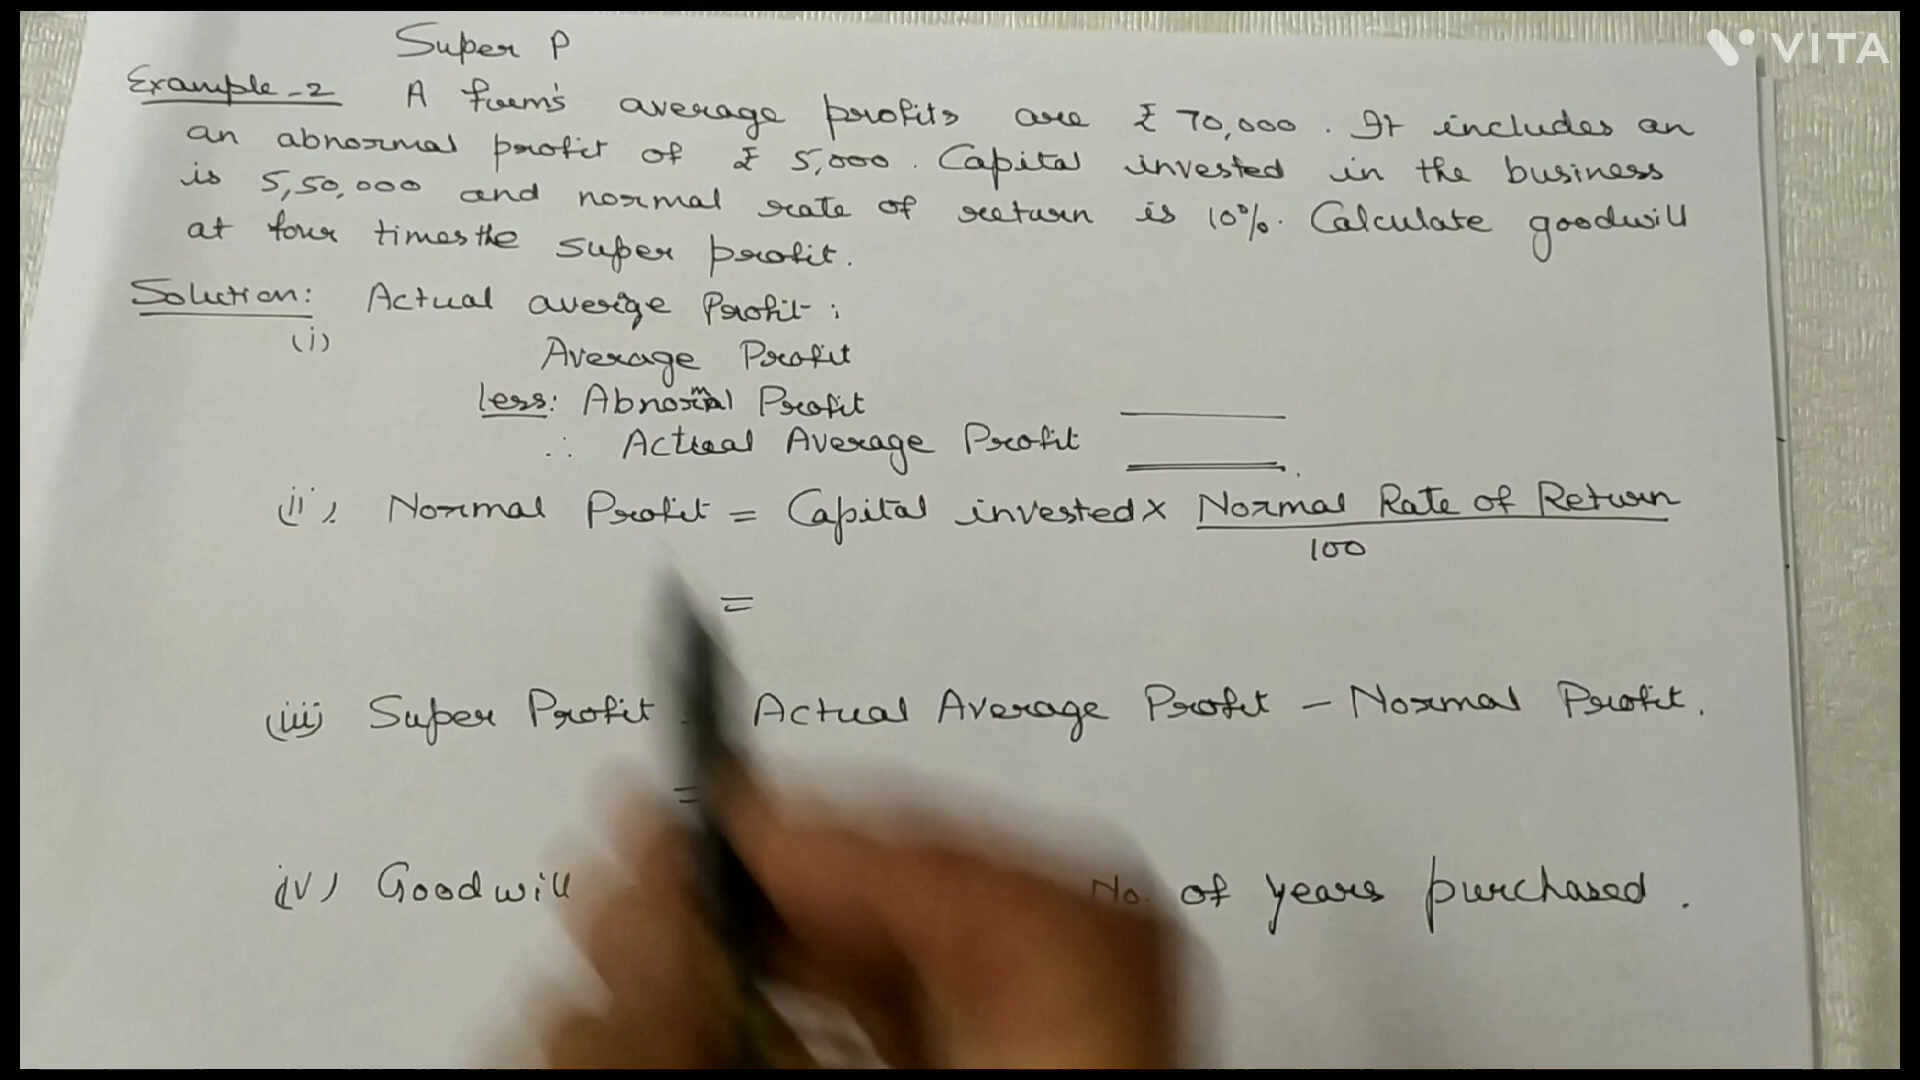 VITA
Super P
Example-2 A firm's average profits are ₹ 70,000. It includes an
an abnormal profit of ₹ 5,000. Capital invested in the business
is 5,50,000 and normal rate of return is 10%. Calculate goodwill
at four times the super profit.
Solution: Actual average Profit:
(i)
Average Profit
less: Abnormal Profit
∴ Actual Average Profit
(ii) Normal Profit = Capital invested x Normal Rate of Return
100
=
(iii) Super Profit Actual Average Profit - Normal Profit.
=
(iv) Goodwill No. of years purchased.